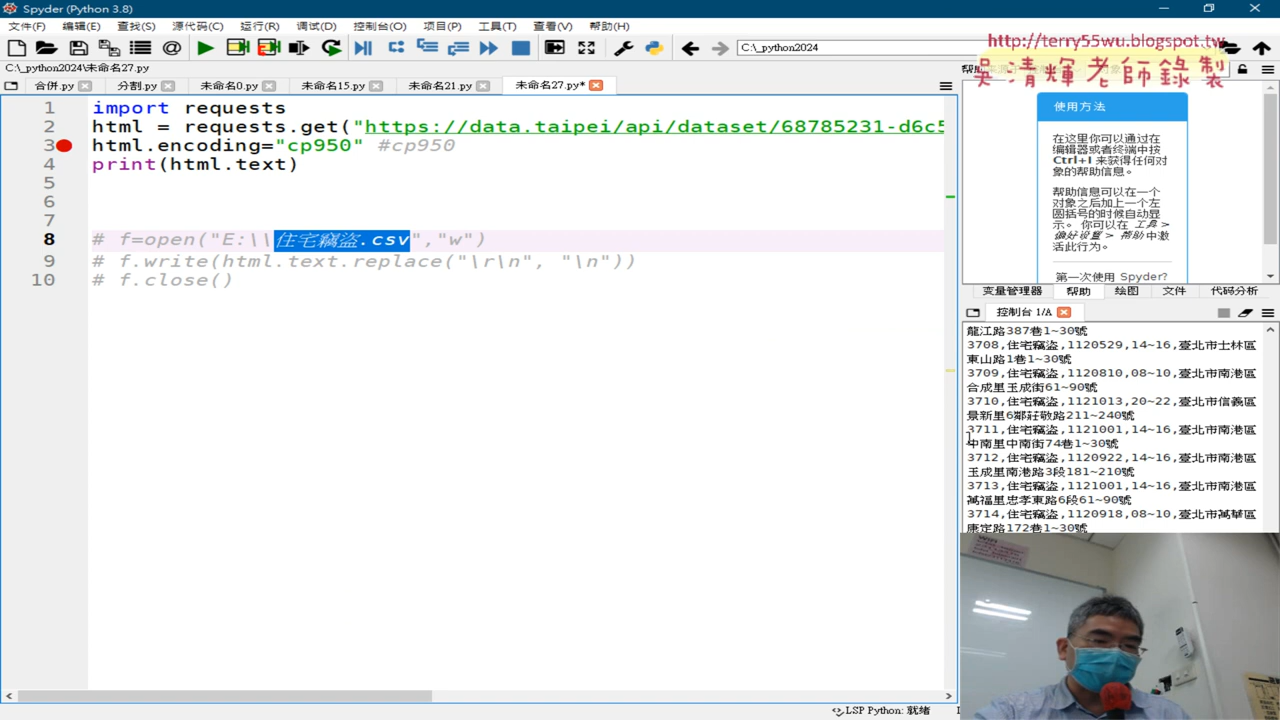 Spyder (Python 3.8)
文件(F) 编辑(E) 查找(S) 源代码(C) 运行(R) 调试(D) 控制台(O) 项目(P) 工具(T) 查看(V) 帮助(H)
C:\_python2024
http://terry55wu.blogspot.tw
吳清輝老師錄製
C:\_python2024\未命名27.py
合併.py 分割.py 未命名0.py 未命名15.py 未命名21.py 未命名27.py*
1 import requests
2 html = requests.get("https://data.taipei/api/dataset/68785231-d6c5
3 html.encoding="cp950" #cp950
4 print(html.text)
5
6
7
8 # f=open("E:\\住宅竊盜.csv","w")
9 # f.write(html.text.replace("\r\n", "\n"))
10 # f.close()
使用方法
在这里你可以通过在
编辑器或者终端中按
Ctrl+I 来获得任何对
象的帮助信息。
帮助信息可以在一个
对象之后加上一个左
圆括号的时候自动显
示。 你可以在 工具 >
偏好设置 > 帮助 中激
活此行为。
第一次使用 Spyder?
变量管理器 帮助 绘图 文件 代码分析
控制台 1/A
龍江路387巷1~30號
3708,住宅竊盜,1120529,14~16,臺北市士林區
東山路1巷1~30號
3709,住宅竊盜,1120810,08~10,臺北市南港區
合成里玉成街61~90號
3710,住宅竊盜,1121013,20~22,臺北市信義區
景新里6鄰莊敬路211~240號
3711,住宅竊盜,1121001,14~16,臺北市南港區
中南里中南街74巷1~30號
3712,住宅竊盜,1120922,14~16,臺北市南港區
玉成里南港路3段181~210號
3713,住宅竊盜,1121001,14~16,臺北市南港區
萬福里忠孝東路6段61~90號
3714,住宅竊盜,1120918,08~10,臺北市萬華區
康定路172巷1~30號
LSP Python: 就绪